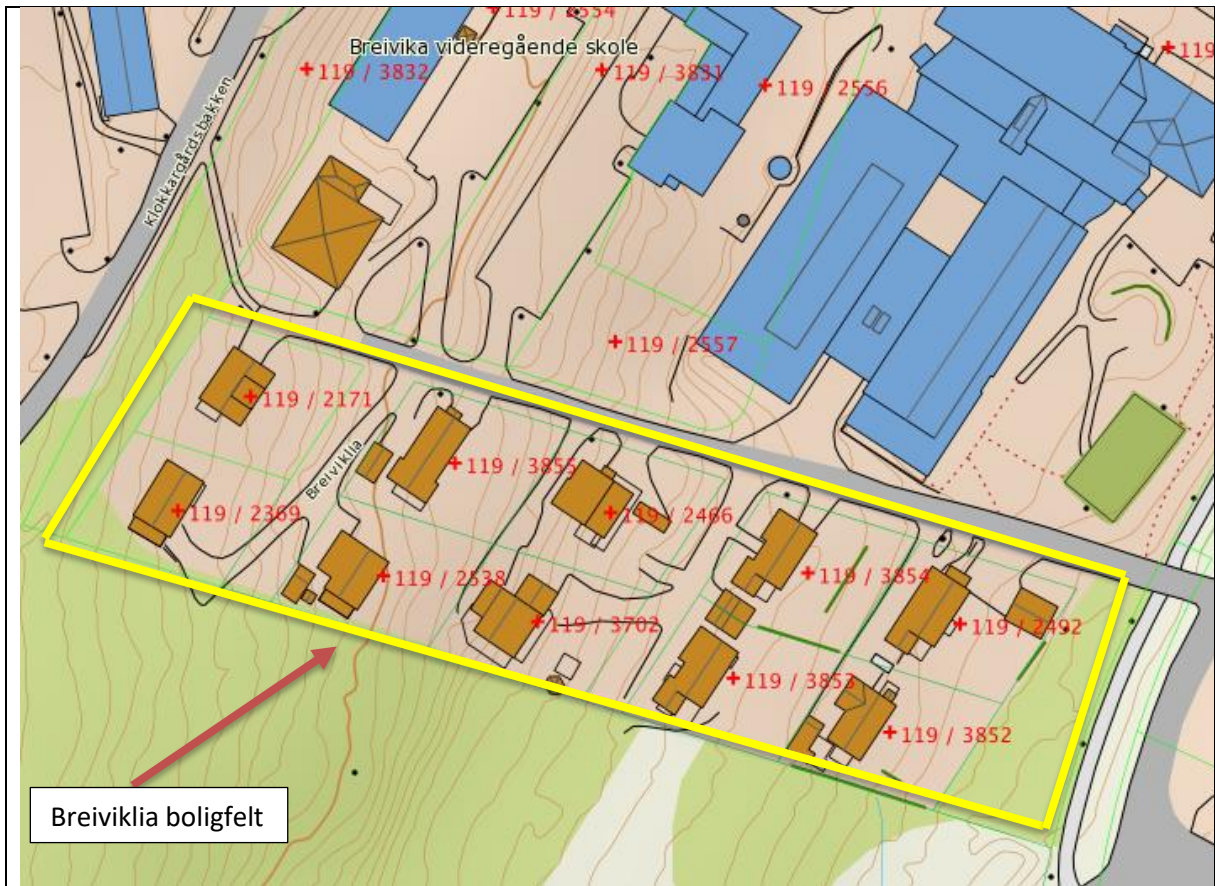 119 / 2554
Breivika videregående skole
119
119 / 3832
119 / 3831
119 / 2556
Klokkargårdsbakken
119 / 2557
119 / 2171
119 / 3855
Breiviklia
119 / 2369
119 / 2466
119 / 2538
119 / 3854
119 / 3702
119 / 2492
119 / 3853
119 / 3852
Breiviklia boligfelt